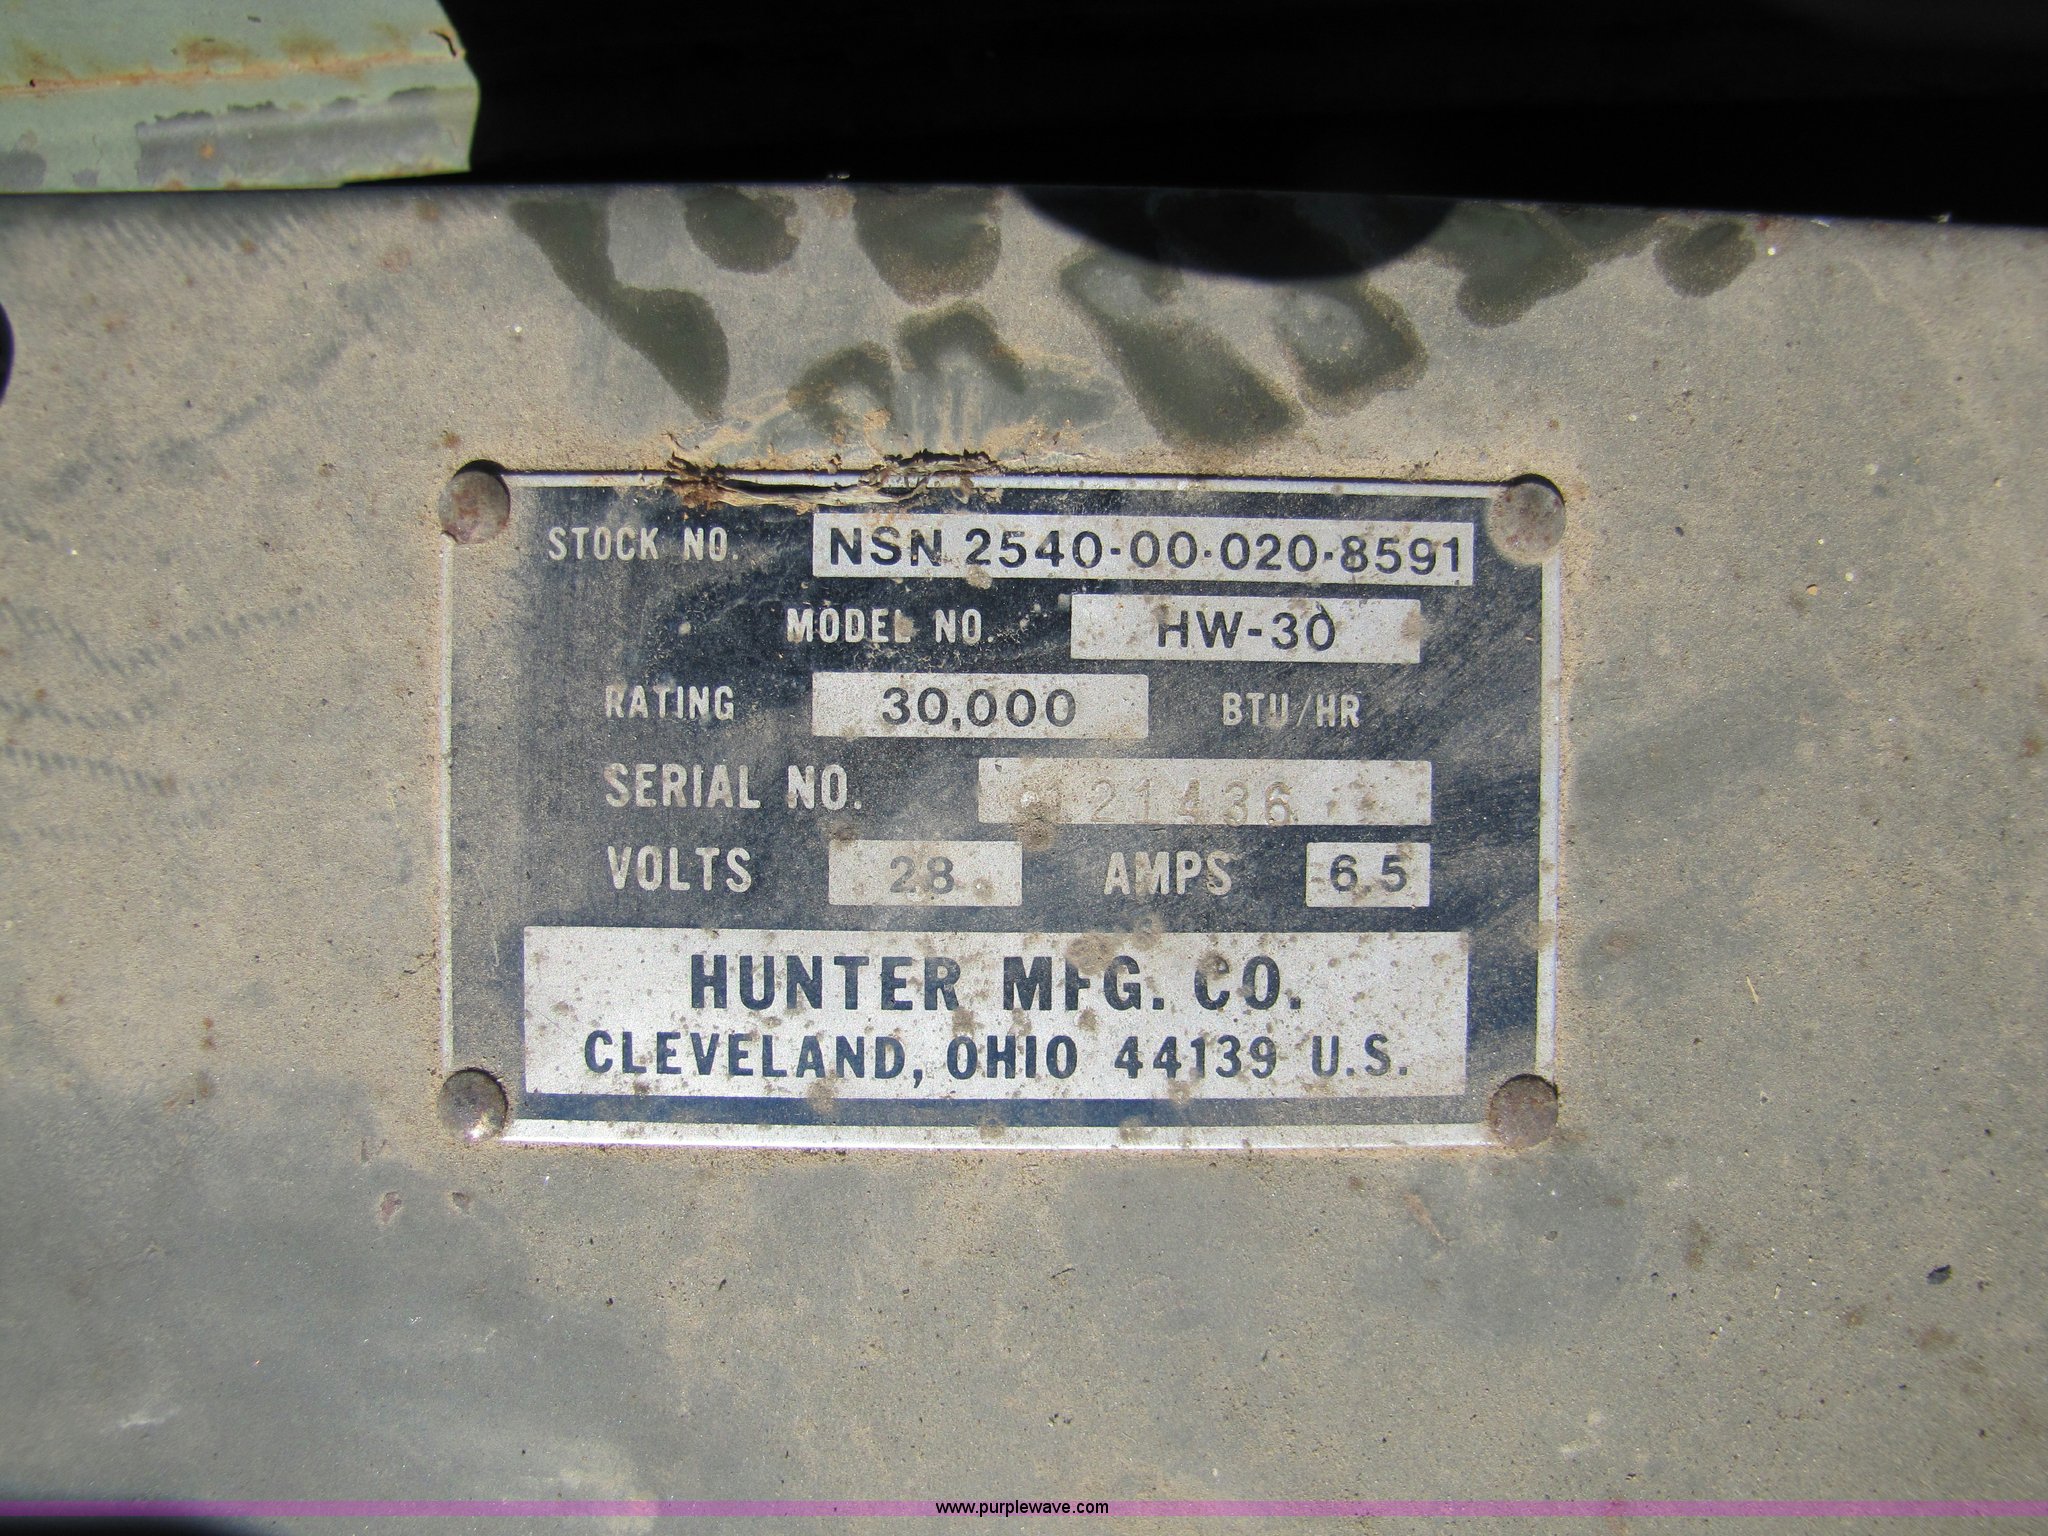 STOCK NO. NSN 2540-00-020-8591
MODEL NO. HW-30
RATING 30,000 BTU/HR
SERIAL NO. 121436
VOLTS 28 AMPS 6.5
HUNTER MFG. CO.
CLEVELAND, OHIO 44139 U.S.
www.purplewave.com